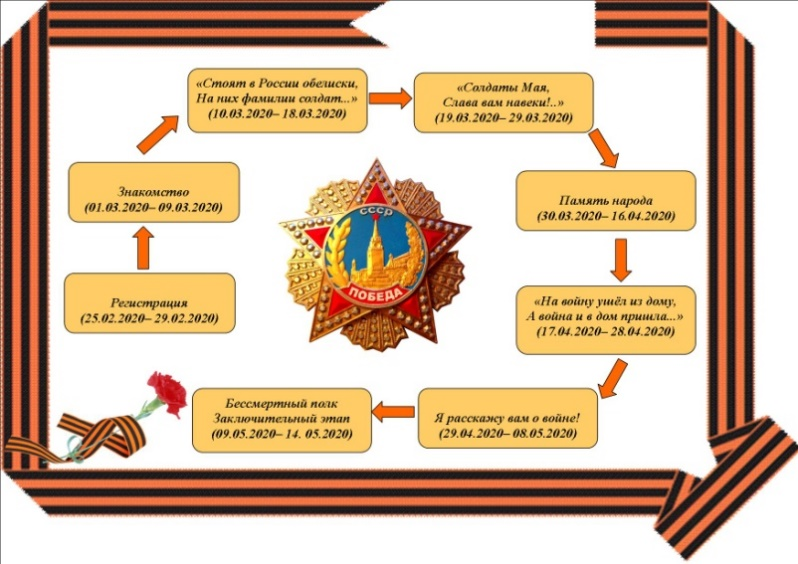 «Стоят в России обелиски,
На них фамилии солдат...»
(10.03.2020– 18.03.2020)
«Солдаты Мая,
Слава вам навеки!..»
(19.03.2020– 29.03.2020)
Знакомство
(01.03.2020– 09.03.2020)
Память народа
(30.03.2020– 16.04.2020)
СССР
ПОБЕДА
Регистрация
(25.02.2020– 29.02.2020)
«На войну ушёл из дому,
А война и в дом пришла...»
(17.04.2020– 28.04.2020)
Бессмертный полк
Заключительный этап
(09.05.2020– 14. 05.2020)
Я расскажу вам о войне!
(29.04.2020– 08.05.2020)